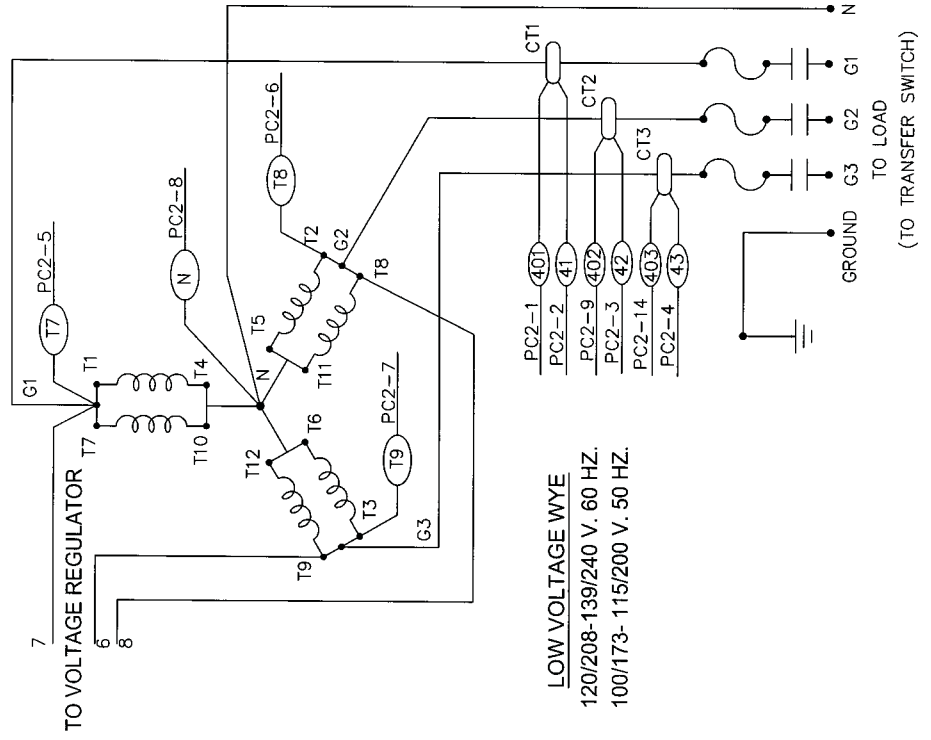 7
TO VOLTAGE REGULATOR
6
8
G1
T7
T1
T7
PC2-5
T10
T4
N
PC2-8
N
T8
PC2-6
T5
T2
G2
T11
T8
T12
T6
T9
T3
T9
PC2-7
G3
CT1
CT2
CT3
PC2-1
401
PC2-2
41
PC2-9
402
PC2-3
42
PC2-14
403
PC2-4
43
N
G1
G2
G3
GROUND
TO LOAD
(TO TRANSFER SWITCH)
LOW VOLTAGE WYE
120/208-139/240 V. 60 HZ.
100/173- 115/200 V. 50 HZ.